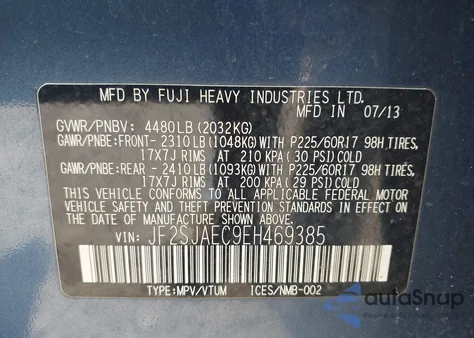 MFD BY FUJI HEAVY INDUSTRIES LTD.
MFD IN 07/13
GVWR/PNBV: 4480LB(2032KG)
GAWR/PNBE:FRONT- 2310LB(1048KG)WITH P225/60R17 98H TIRES,
17X7J RIMS AT 210 KPA(30 PSI)COLD
GAWR/PNBE:REAR - 2410LB(1093KG)WITH P225/60R17 98H TIRES,
17X7J RIMS AT 200 KPA(29 PSI)COLD
THIS VEHICLE CONFORMS TO ALL APPLICABLE FEDERAL MOTOR
VEHICLE SAFETY AND THEFT PREVENTION STANDARDS IN EFFECT
ON THE DATE OF MANUFACTURE SHOWN ABOVE.
VIN: JF2SJAEC9EH469385
TYPE:MPV/VTUM ICES/NMB-002
autoSnap